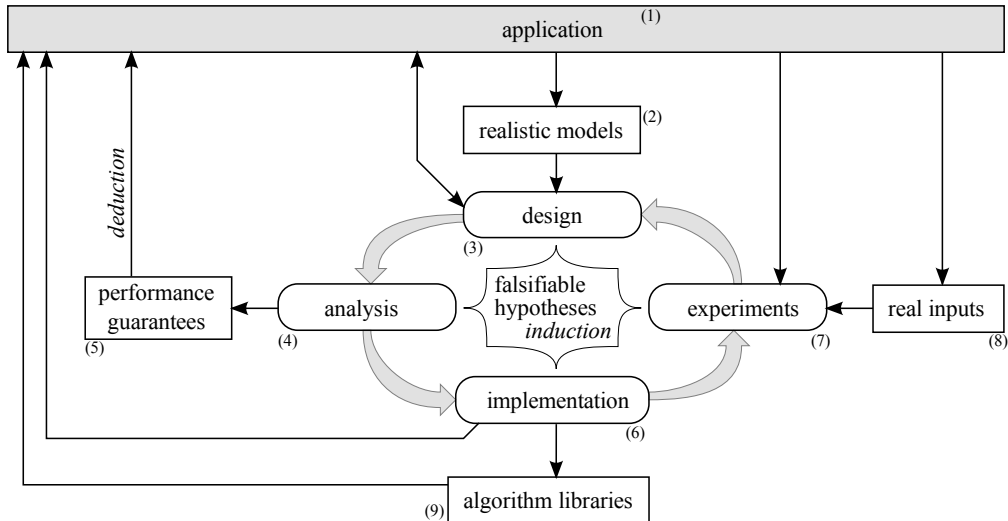 (1)
application
realistic models
(2)
deduction
design
(3)
falsifiable
hypotheses
induction
performance
guarantees
(5)
analysis
(4)
experiments
(7)
real inputs
(8)
implementation
(6)
algorithm libraries
(9)